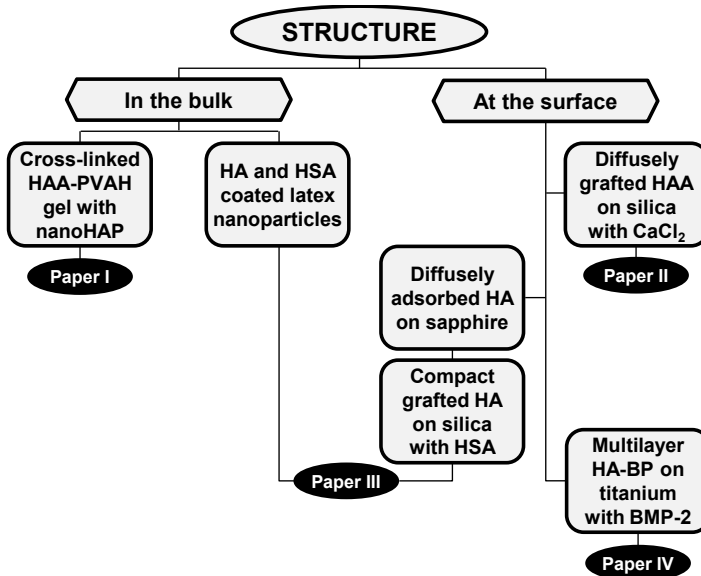 STRUCTURE
In the bulk
At the surface
Cross-linked
HAA-PVAH
gel with
nanoHAP
HA and HSA
coated latex
nanoparticles
Diffusely
grafted HAA
on silica
with CaCl₂
Paper I
Paper II
Diffusely
adsorbed HA
on sapphire
Compact
grafted HA
on silica
with HSA
Paper III
Multilayer
HA-BP on
titanium
with BMP-2
Paper IV